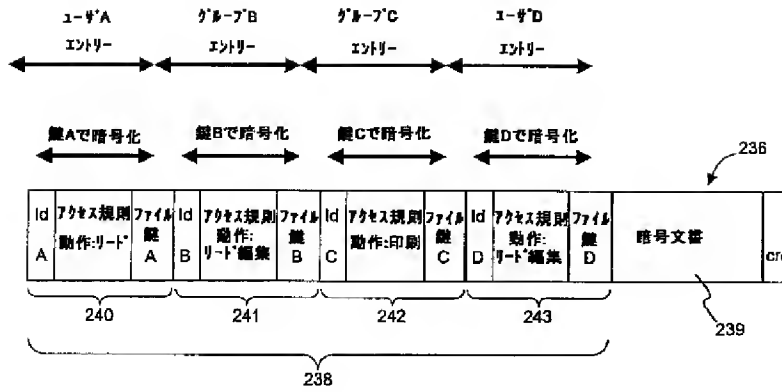 ユーザA グループB グループC ユーザD
エントリー エントリー エントリー エントリー
鍵Aで暗号化 鍵Bで暗号化 鍵Cで暗号化 鍵Dで暗号化
236
Id A
アクセス規則
動作:リード
ファイル
鍵
A
Id B
アクセス規則
動作:
リード編集
ファイル
鍵
B
Id C
アクセス規則
動作:印刷
ファイル
鍵
C
Id D
アクセス規則
動作:
リード編集
ファイル
鍵D
暗号文書
crc
240 241 242 243 239
238